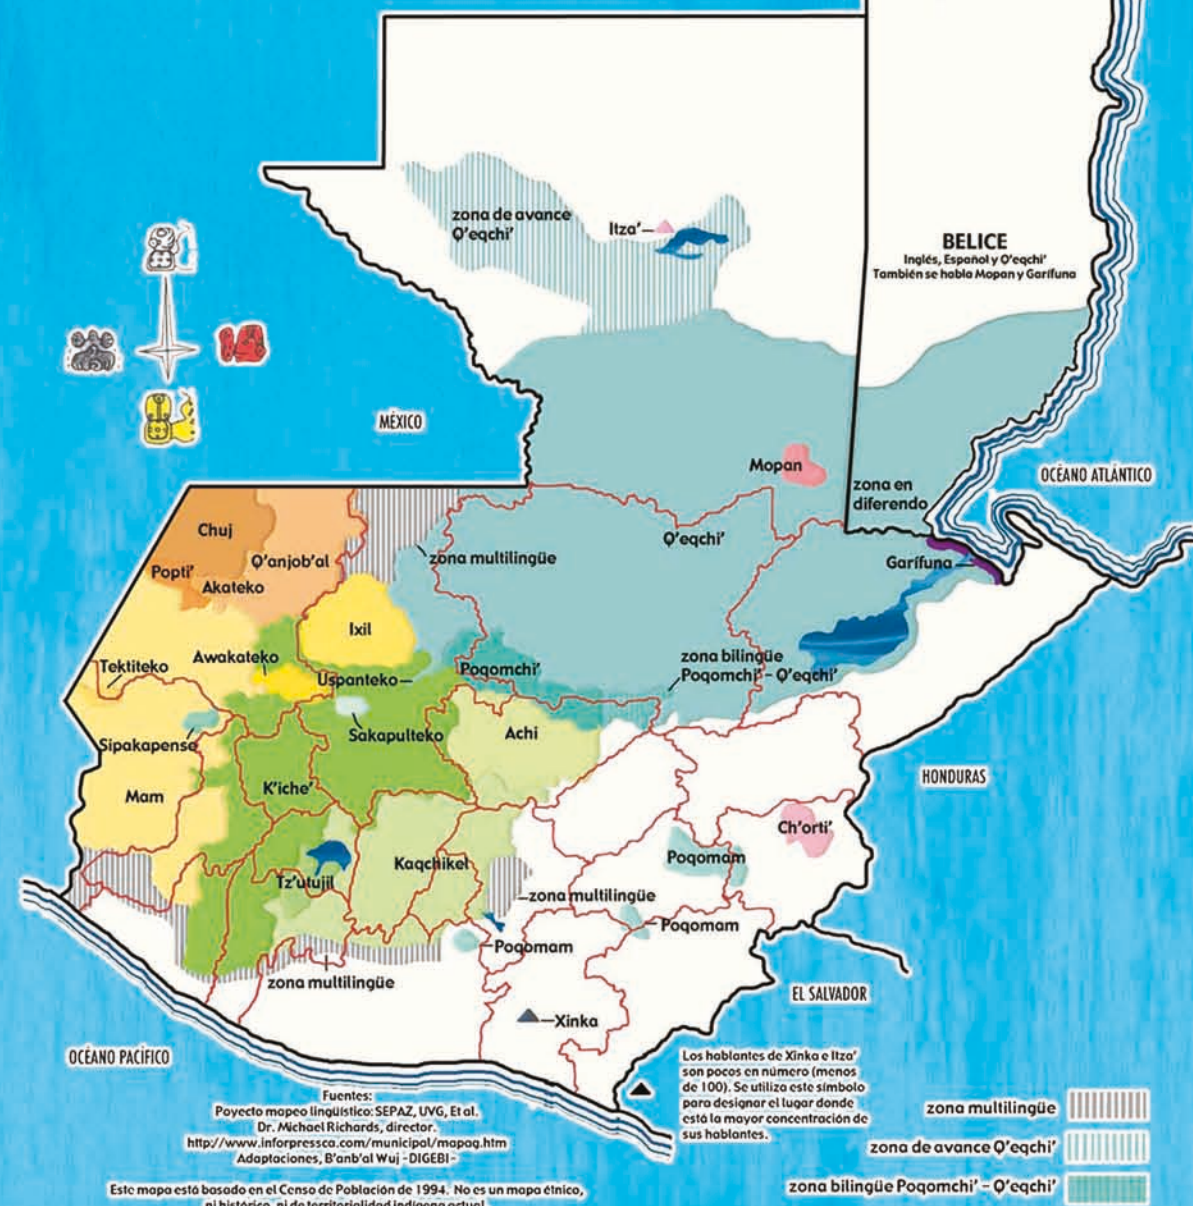 zona de avance
Q'eqchi'
Itza'
BELICE
Inglés, Español y Q'eqchi'
También se habla Mopan y Garífuna
MÉXICO
Mopan
zona en
diferendo
OCÉANO ATLÁNTICO
Chuj
Q'eqchi'
Q'anjob'al
zona multilingüe
Popti'
Akateko
Garífuna
Ixil
Awakateko
Tektiteko
Uspanteko
Poqomchi'
zona bilingüe
Poqomchi' - Q'eqchi'
Sakapulteko
Achi
Sipakapense
K'iche'
Mam
HONDURAS
Ch'orti'
Poqomam
Kaqchikel
Tz'utujil
zona multilingüe
Poqomam
Poqomam
zona multilingüe
EL SALVADOR
Xinka
OCÉANO PACÍFICO
Los hablantes de Xinka e Itza'
son pocos en número (menos
de 100). Se utiliza este símbolo
para designar el lugar donde
está la mayor concentración de
sus hablantes.
Fuentes:
Poyecto mapeo lingüístico: SEPAZ, UVG, Et al.
Dr. Michael Richards, director.
http://www.inforpressca.com/municipal/mapag.htm
Adaptaciones, B'anb'al Wuj -DIGEBI-
zona multilingüe
zona de avance Q'eqchi'
zona bilingüe Poqomchi' - Q'eqchi'
Este mapa está basado en el Censo de Población de 1994. No es un mapa étnico,
ni histórico, ni de territorialidad indígena actual